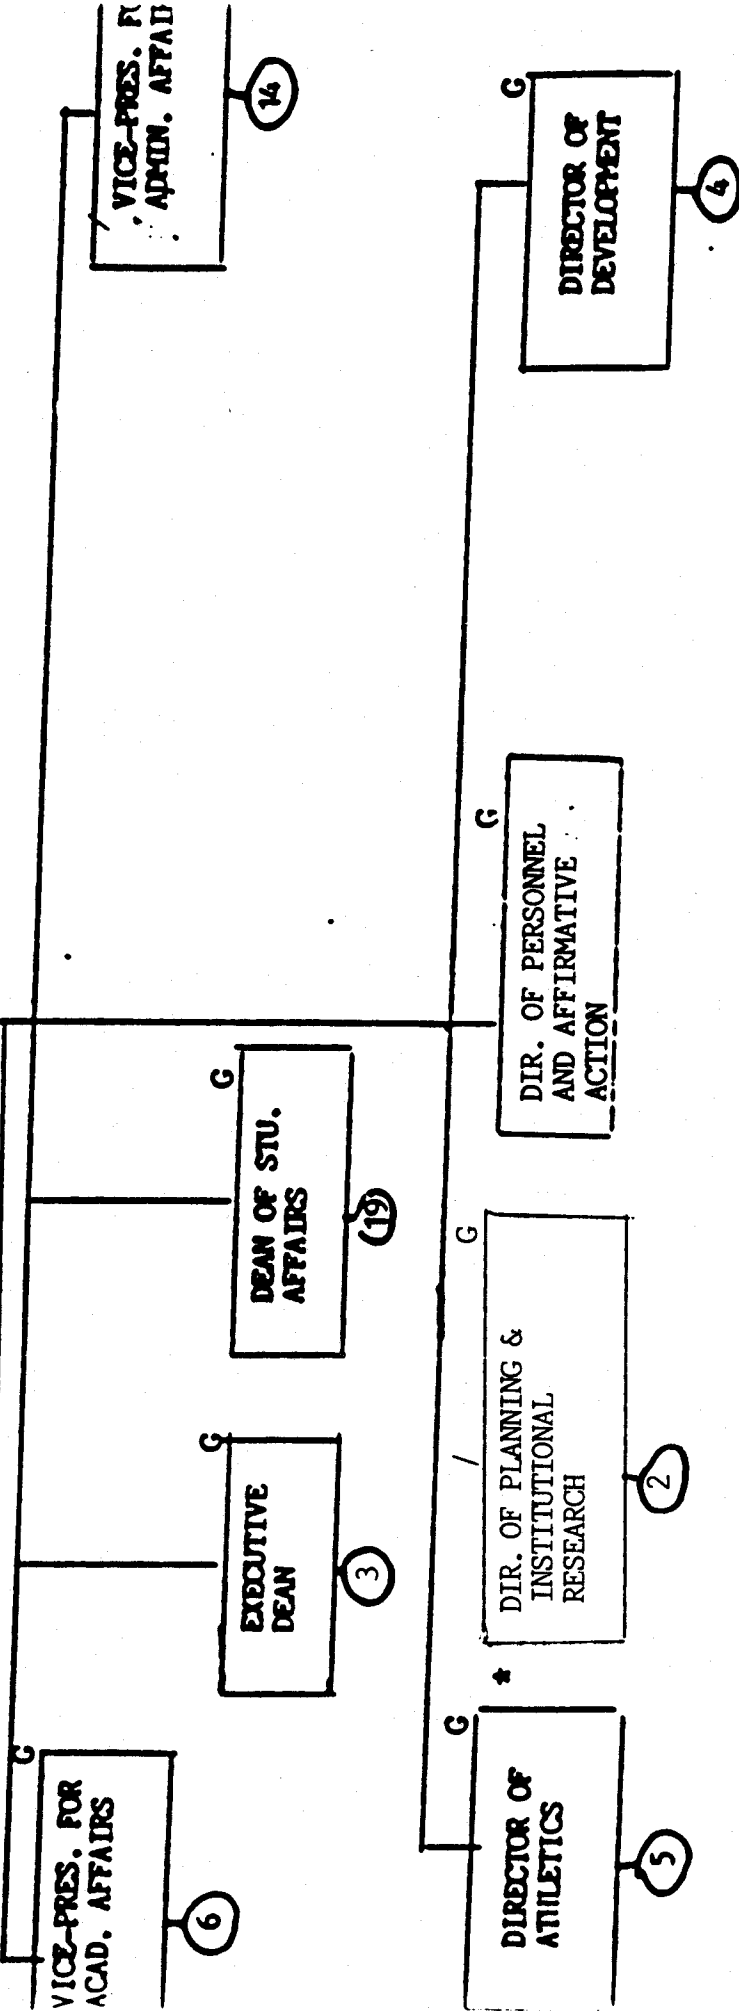 G
VICE-PRES. FOR
ACAD. AFFAIRS
6
G
EXECUTIVE
DEAN
3
G
DEAN OF STU.
AFFAIRS
19
VICE-PRES.
ADMIN.
14
G
DIRECTOR OF
ATHLETICS
5
*
G
DIR. OF PLANNING &
INSTITUTIONAL
RESEARCH
2
G
DIR. OF PERSONNEL
AND AFFIRMATIVE
ACTION
G
DIRECTOR OF
DEVELOPMENT
4